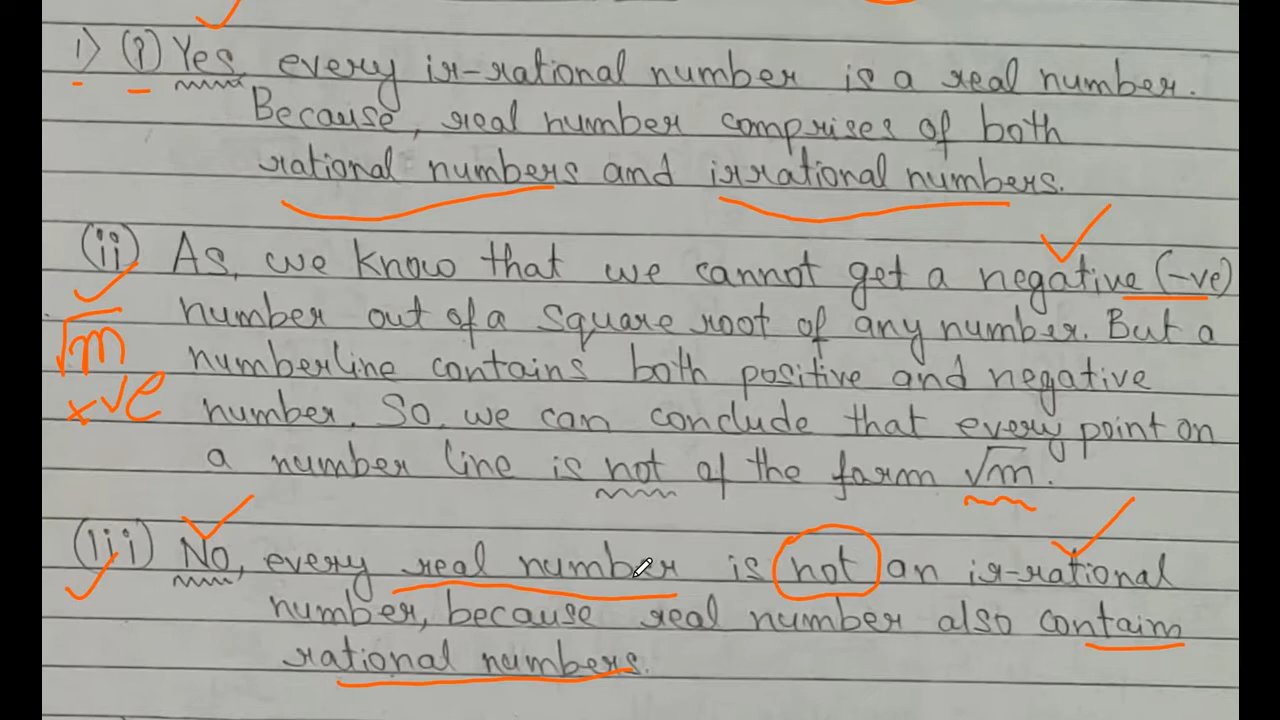 1) (i) Yes, every ir-rational number is a real number.
Because, real number comprises of both
rational numbers and irrational numbers.
(ii) As, we know that we cannot get a negative (-ve)
number out of a square root of any number. But a
√m numberline contains both positive and negative
+ve number. So, we can conclude that every point on
a number line is not of the form √m.
(iii) No, every real number is not an ir-rational
number, because real number also contains
rational numbers.